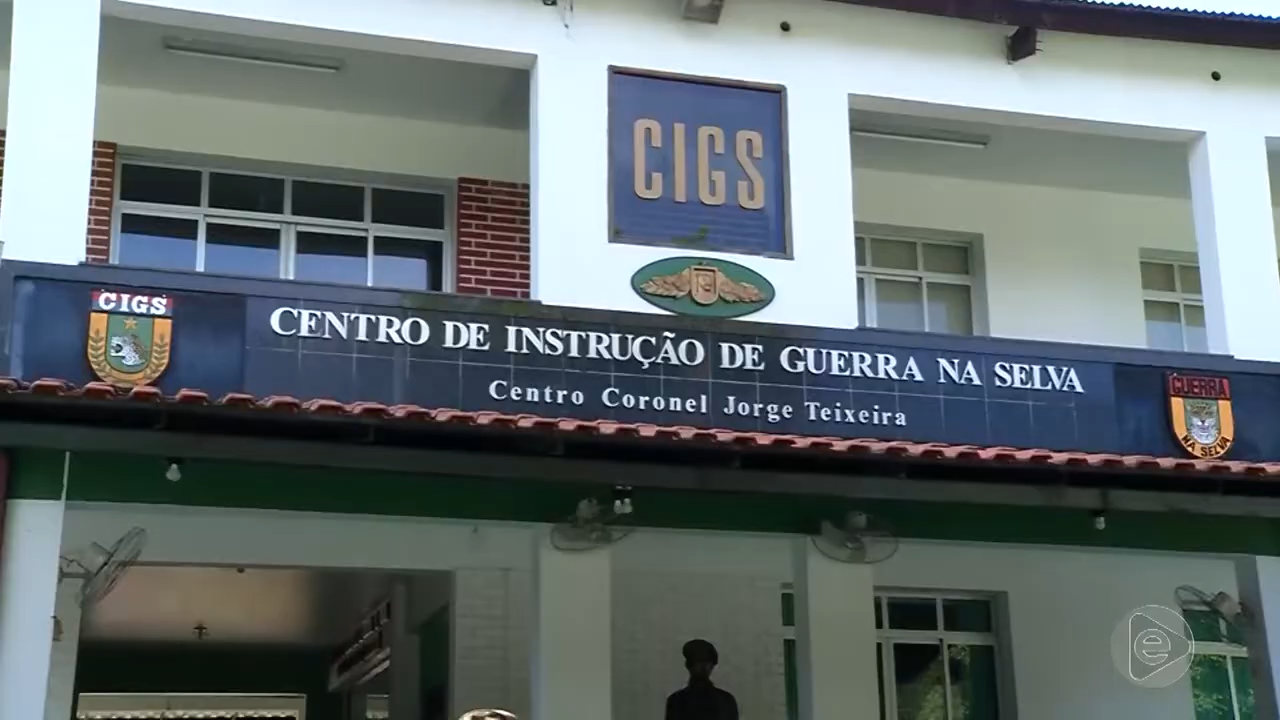 CIGS
CIGS
CENTRO DE INSTRUÇÃO DE GUERRA NA SELVA
Centro Coronel Jorge Teixeira
GUERRA
NA SELVA
e